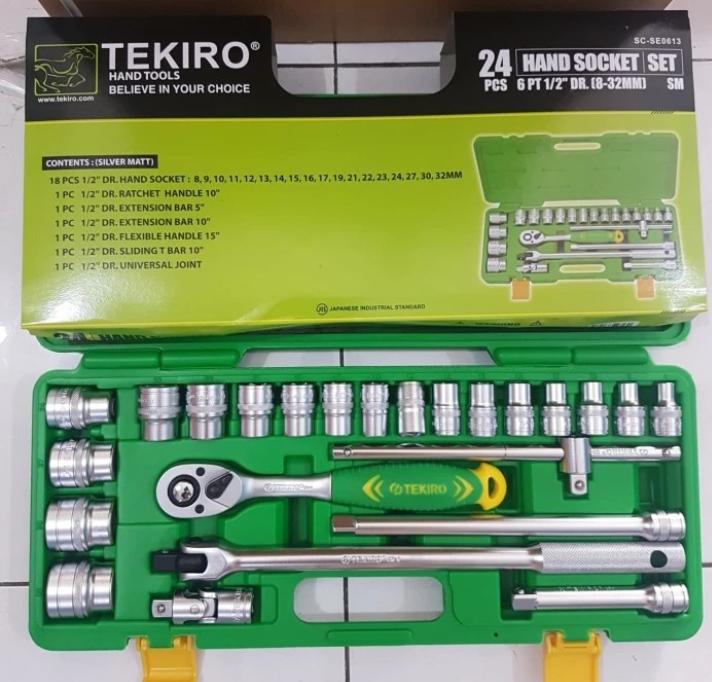 TEKIRO®
HAND TOOLS
BELIEVE IN YOUR CHOICE
www.tekiro.com
SC-SE0613
24 PCS HAND SOCKET SET
6 PT 1/2" DR. (8-32MM) SM
CONTENTS : (SILVER MATT)
18 PCS 1/2" DR. HAND SOCKET : 8, 9, 10, 11, 12, 13, 14, 15, 16, 17, 19, 21, 22, 23, 24, 27, 30, 32MM
1 PC 1/2" DR. RATCHET HANDLE 10"
1 PC 1/2" DR. EXTENSION BAR 5"
1 PC 1/2" DR. EXTENSION BAR 10"
1 PC 1/2" DR. FLEXIBLE HANDLE 15"
1 PC 1/2" DR. SLIDING T BAR 10"
1 PC 1/2" DR. UNIVERSAL JOINT
JIS JAPANESE INDUSTRIAL STANDARD
WARNING
TEKIRO